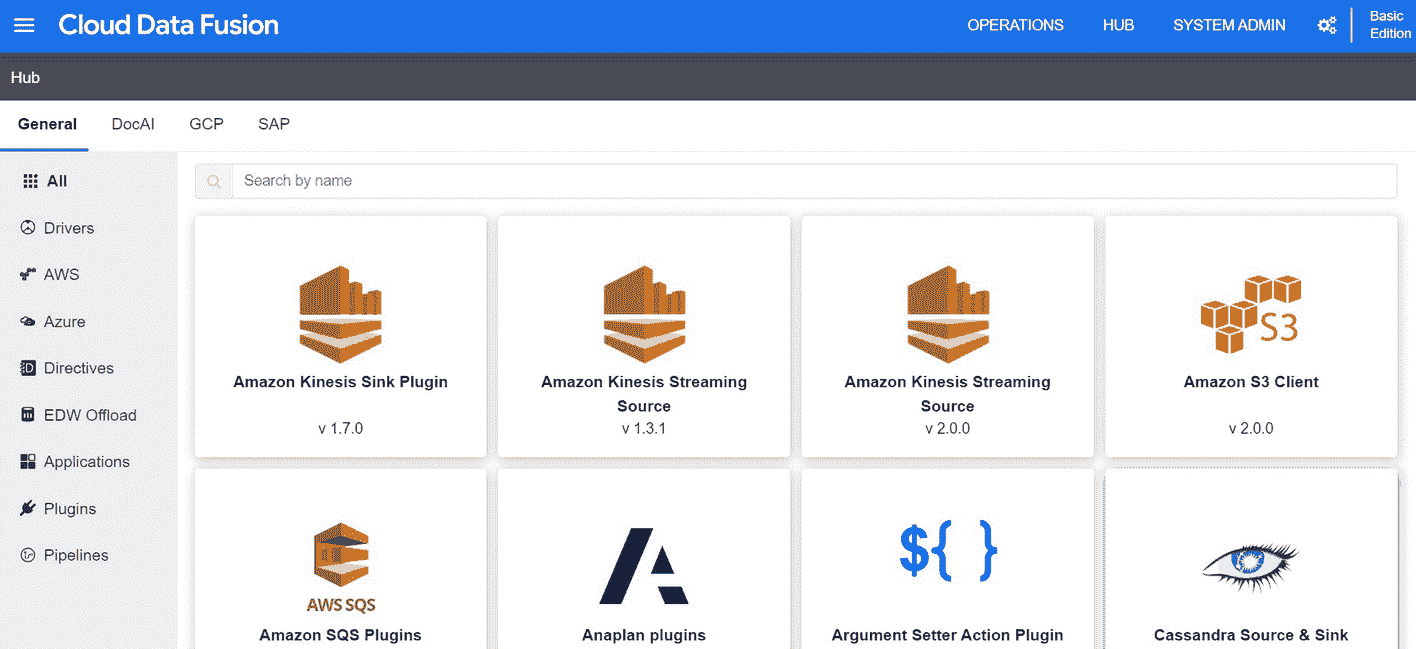 Cloud Data Fusion
OPERATIONS
HUB
SYSTEM ADMIN
Basic
Edition
Hub
General
DocAI
GCP
SAP
All
Drivers
AWS
Azure
Directives
EDW Offload
Applications
Plugins
Pipelines
Search by name
Amazon Kinesis Sink Plugin
v 1.7.0
Amazon Kinesis Streaming
Source
v 1.3.1
Amazon Kinesis Streaming
Source
v 2.0.0
S3
Amazon S3 Client
v 2.0.0
AWS SQS
Amazon SQS Plugins
Anaplan plugins
${ }
Argument Setter Action Plugin
Cassandra Source & Sink